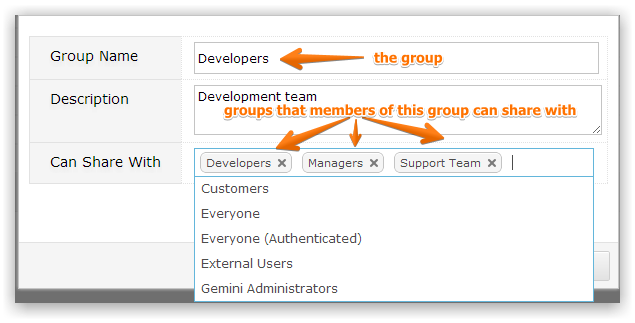 Group Name
Developers
the group
Description
Development team
groups that members of this group can share with
Can Share With
Developers × Managers × Support Team ×
Customers
Everyone
Everyone (Authenticated)
External Users
Gemini Administrators